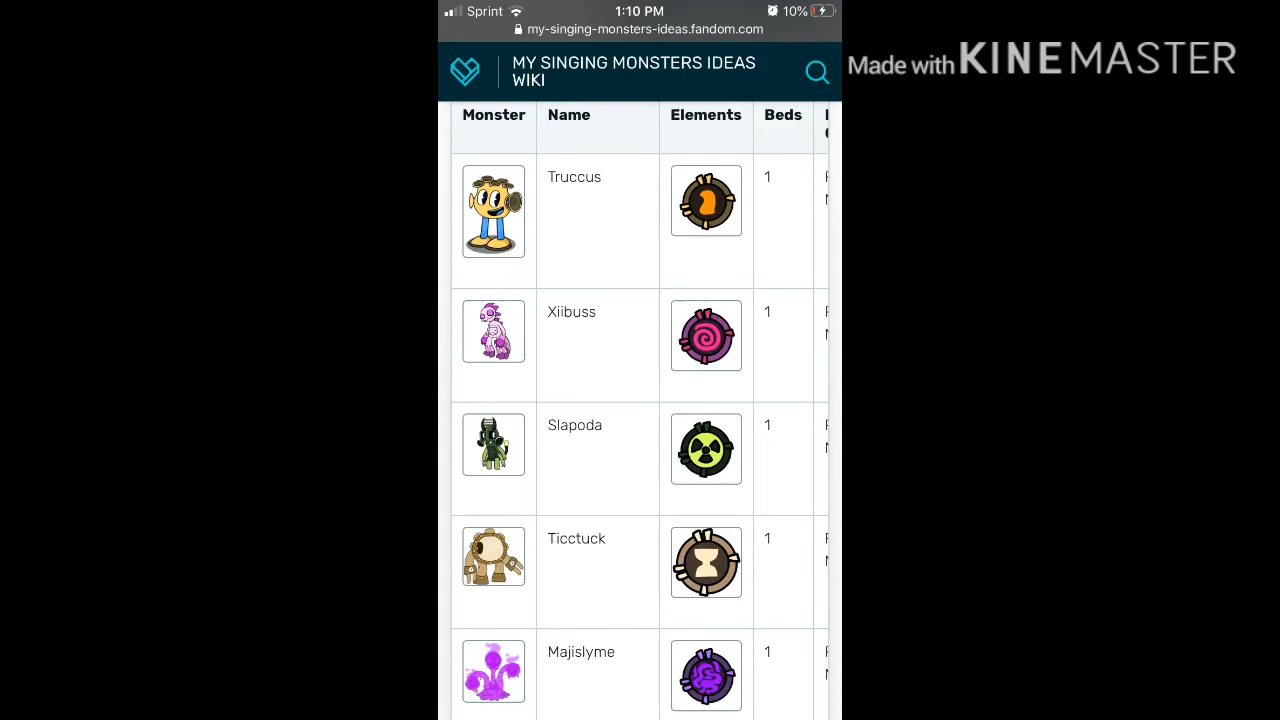 Sprint
1:10 PM
10%
my-singing-monsters-ideas.fandom.com
MY SINGING MONSTERS IDEAS
WIKI
Made with KINEMASTER
Monster Name Elements Beds
Truccus 1
Xiibuss 1
Slapoda 1
Ticctuck 1
Majislyme 1